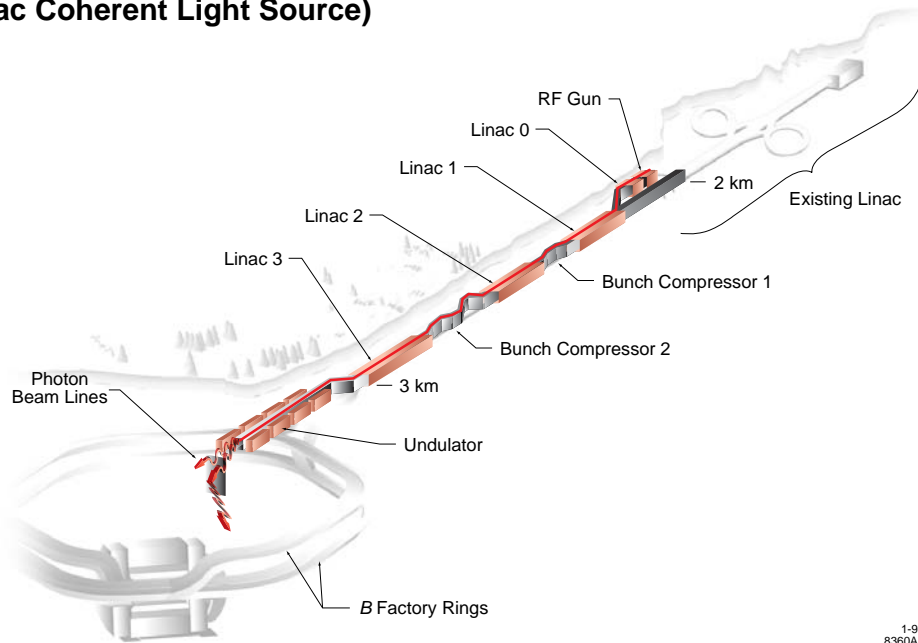 ac Coherent Light Source)
RF Gun
Linac 0
Linac 1
2 km
Existing Linac
Linac 2
Linac 3
Bunch Compressor 1
Bunch Compressor 2
3 km
Photon
Beam Lines
Undulator
B Factory Rings
1-9
8360A